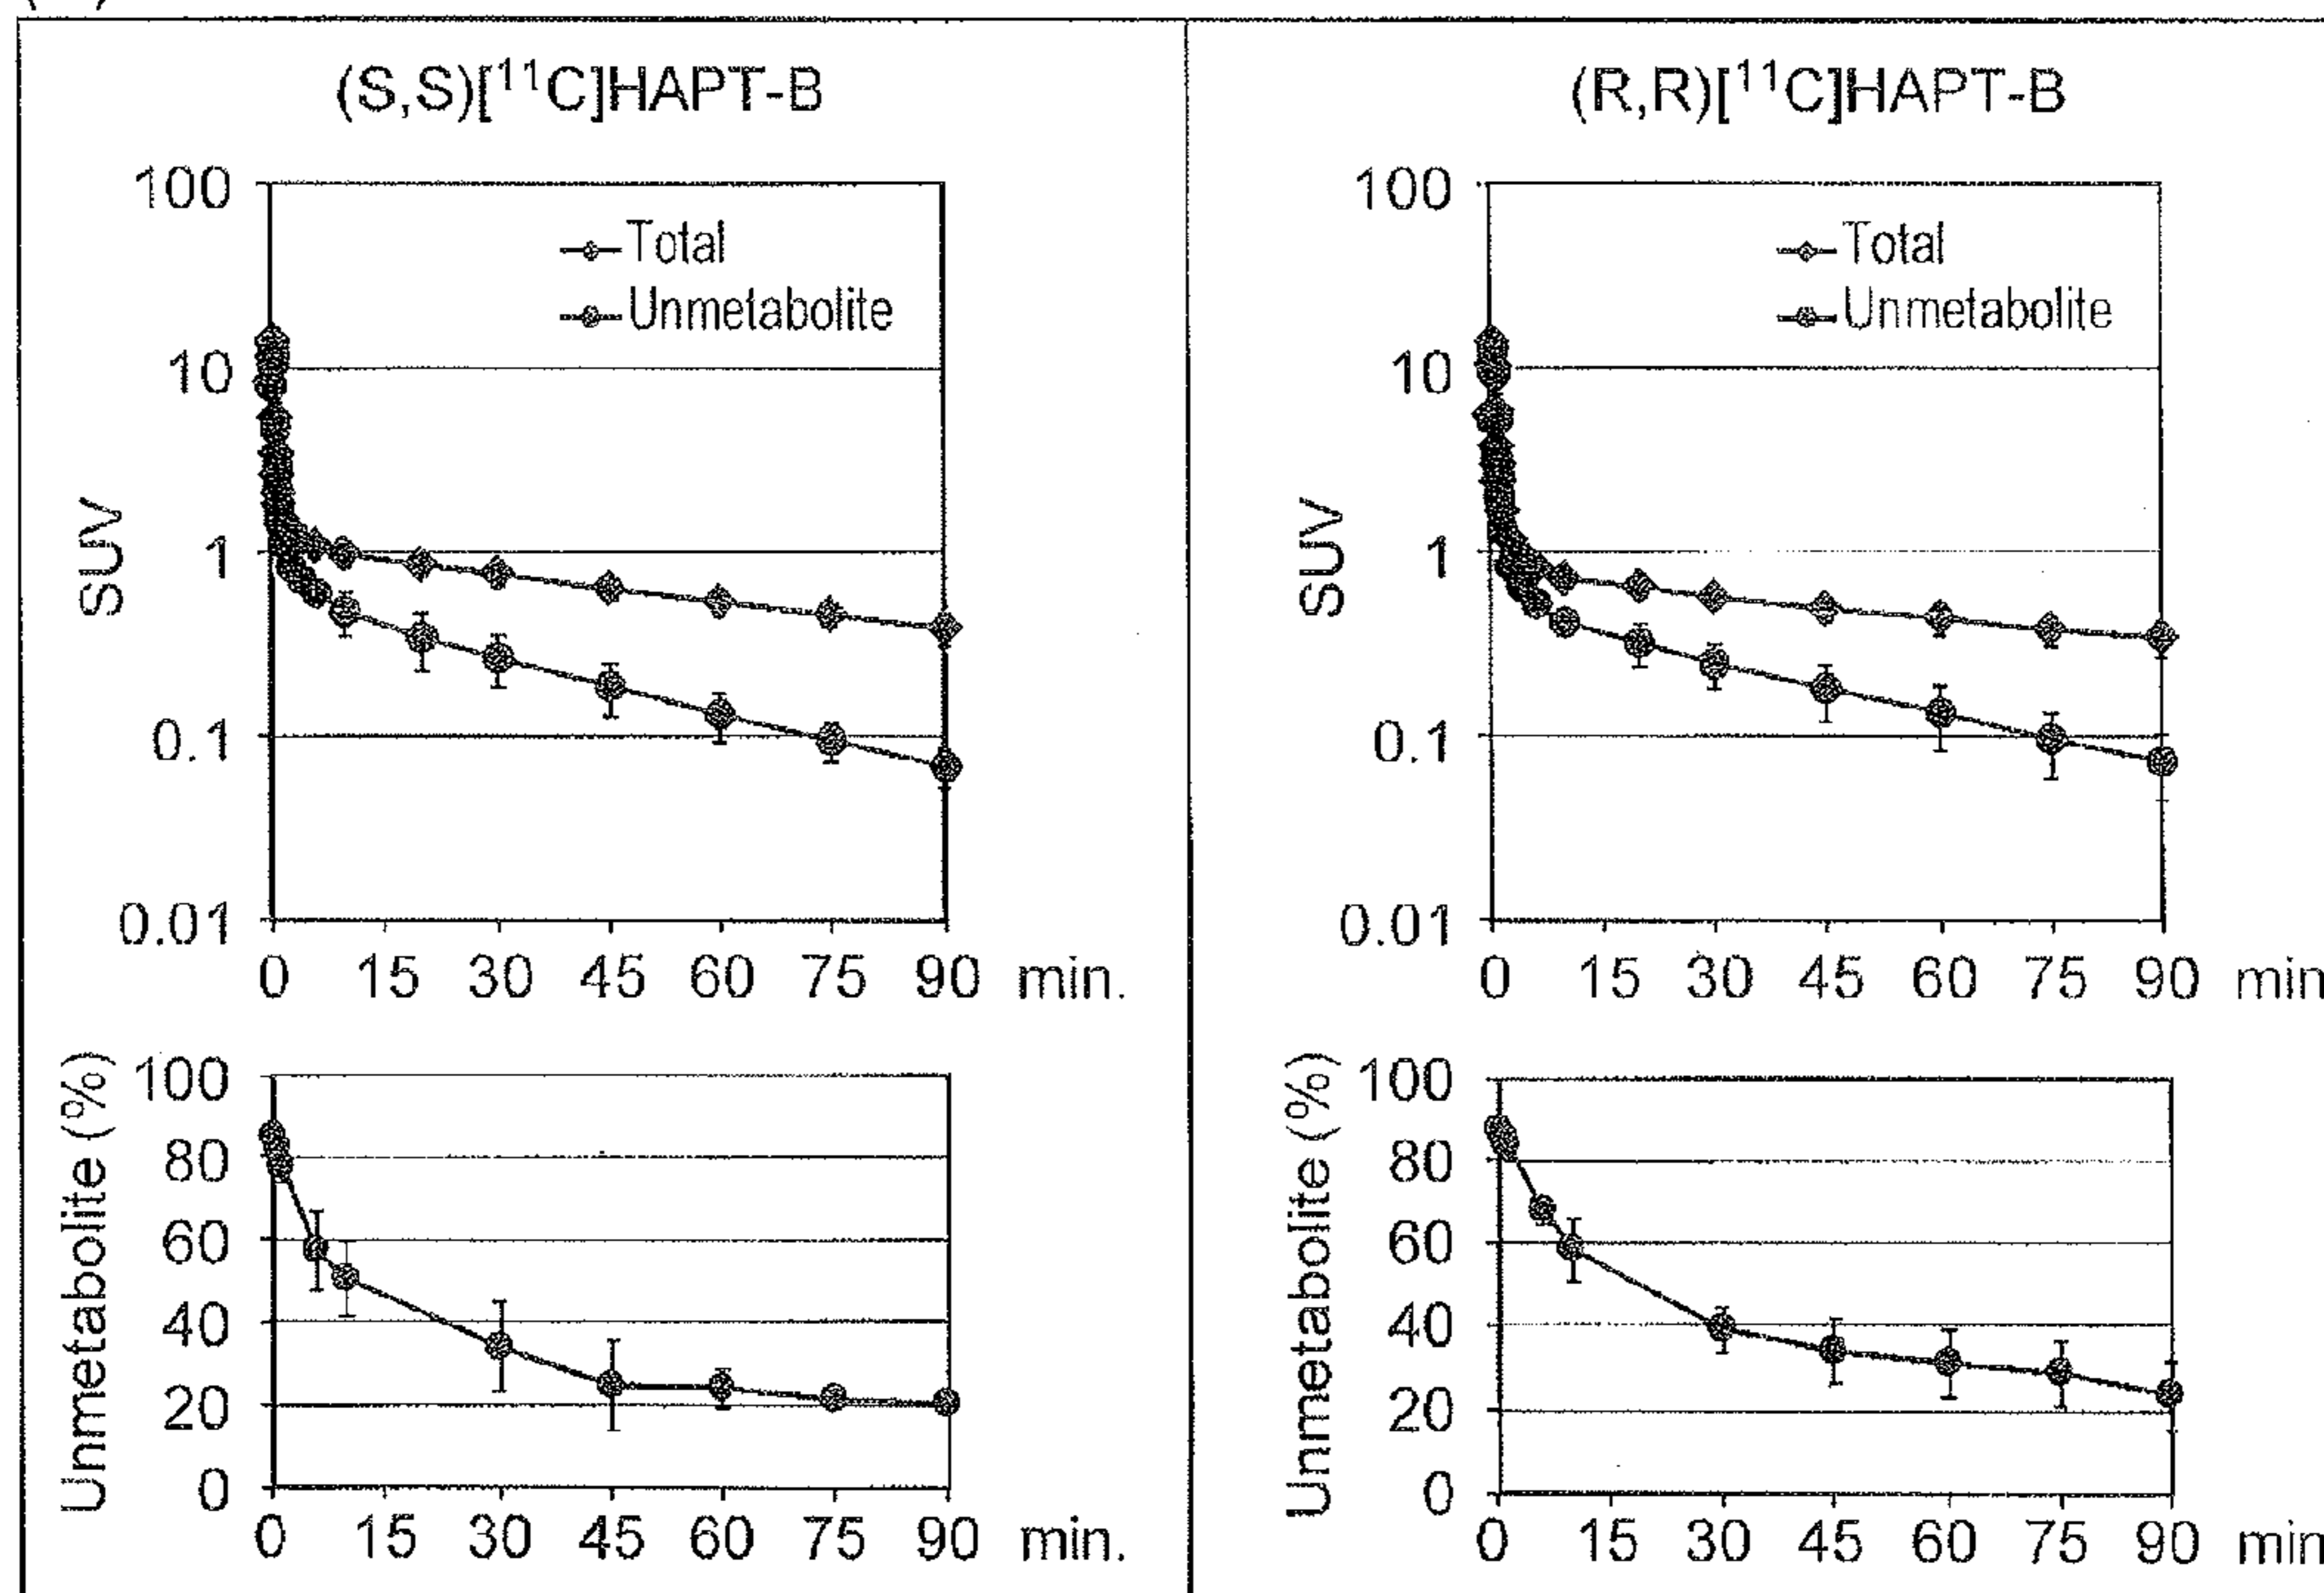 (S,S)[¹¹C]HAPT-B
100
Total
Unmetabolite
10
1
0.1
0.01
SUV
0 15 30 45 60 75 90 min.
Unmetabolite (%)
100
80
60
40
20
0
0 15 30 45 60 75 90 min.
(R,R)[¹¹C]HAPT-B
100
Total
Unmetabolite
10
1
0.1
0.01
SUV
0 15 30 45 60 75 90 min
Unmetabolite (%)
100
80
60
40
20
0
0 15 30 45 60 75 90 min